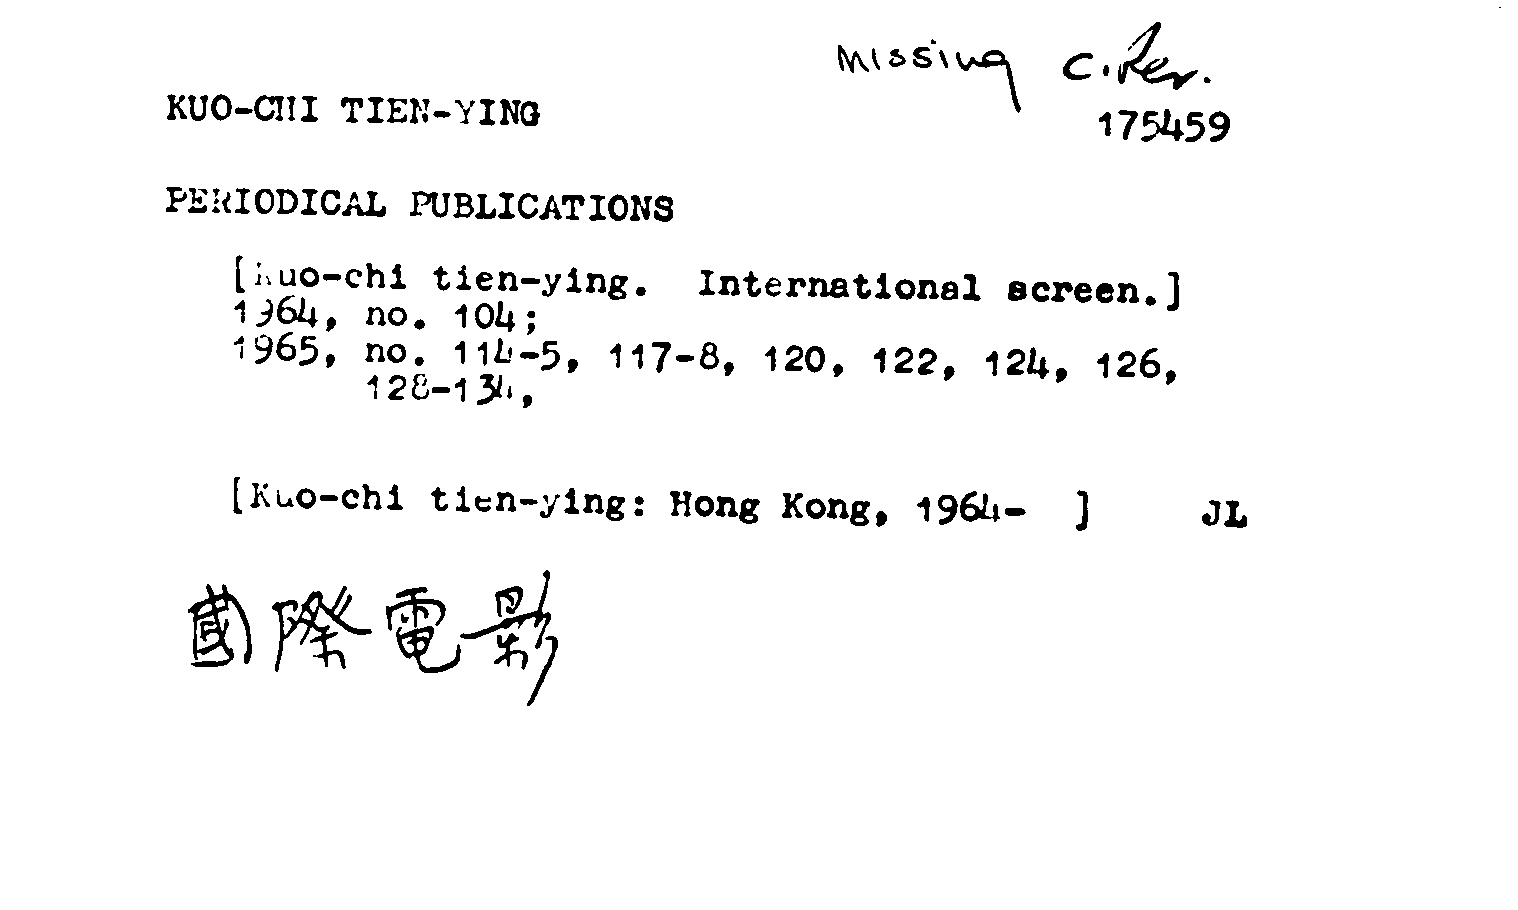 missing C. Per.
KUO-CHI TIEN-YING
175459
PERIODICAL PUBLICATIONS
[Kuo-chi tien-ying. International screen.]
1964, no. 104;
1965, no. 114-5, 117-8, 120, 122, 124, 126,
128-134,
[Kuo-chi tien-ying: Hong Kong, 1964- ] JL
國際電影